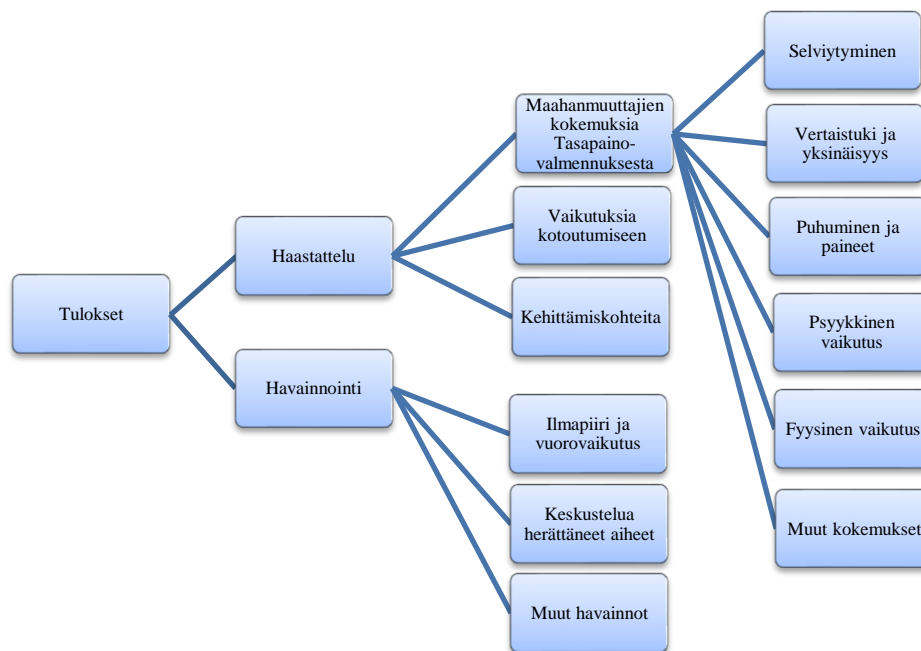 Tulokset
Haastattelu
Maahanmuuttajien
kokemuksia
Tasapaino-
valmennuksesta
Selviytyminen
Vertaistuki ja
yksinäisyys
Puhuminen ja
paineet
Psyykkinen
vaikutus
Fyysinen vaikutus
Muut kokemukset
Vaikutuksia
kotoutumiseen
Kehittämiskohteita
Havainnointi
Ilmapiiri ja
vuorovaikutus
Keskustelua
herättäneet aiheet
Muut havainnot